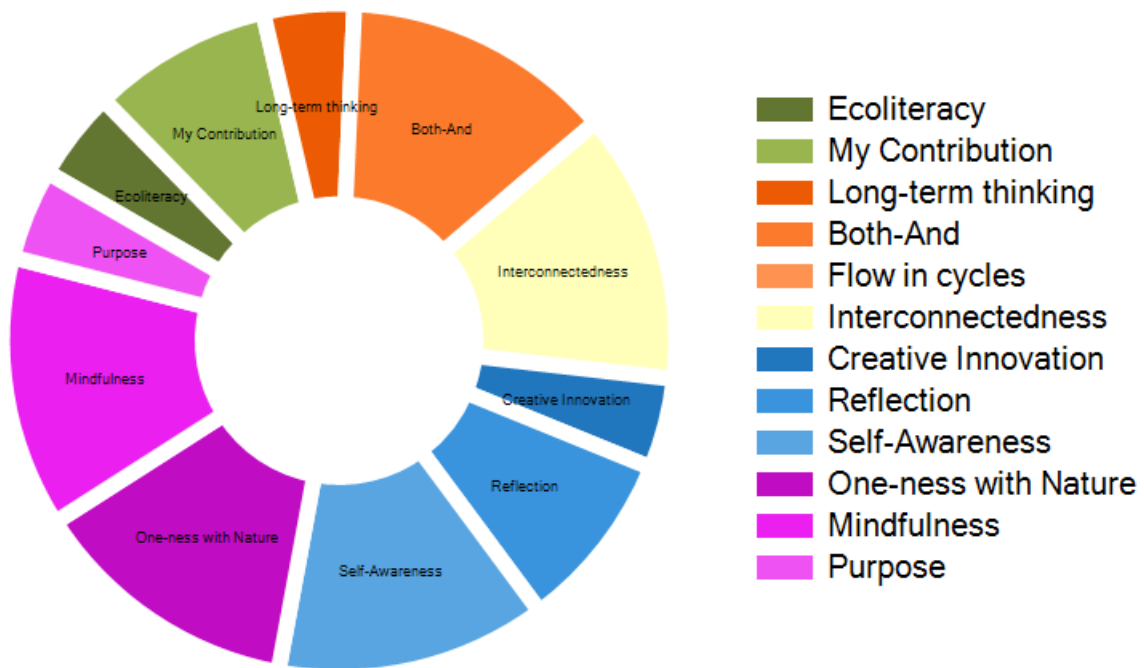 Long-term thinking
Both-And
My Contribution
Ecoliteracy
Purpose
Interconnectedness
Mindfulness
Creative Innovation
Reflection
One-ness with Nature
Self-Awareness
Ecoliteracy
My Contribution
Long-term thinking
Both-And
Flow in cycles
Interconnectedness
Creative Innovation
Reflection
Self-Awareness
One-ness with Nature
Mindfulness
Purpose